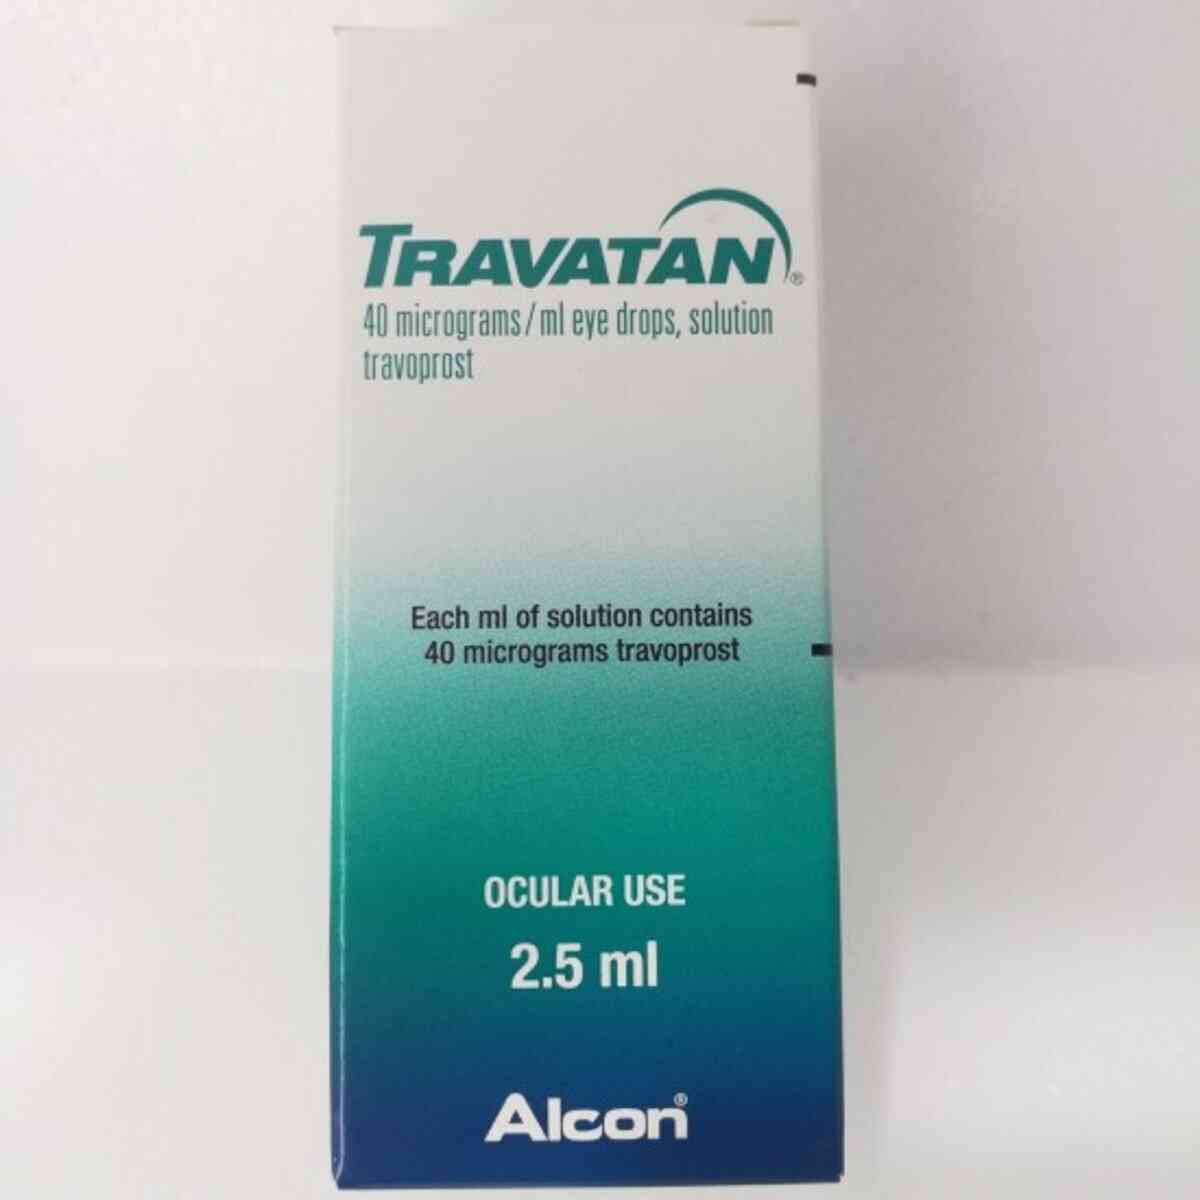 TRAVATAN®
40 micrograms/ml eye drops, solution
travoprost
Each ml of solution contains
40 micrograms travoprost
OCULAR USE
2.5 ml
Alcon®